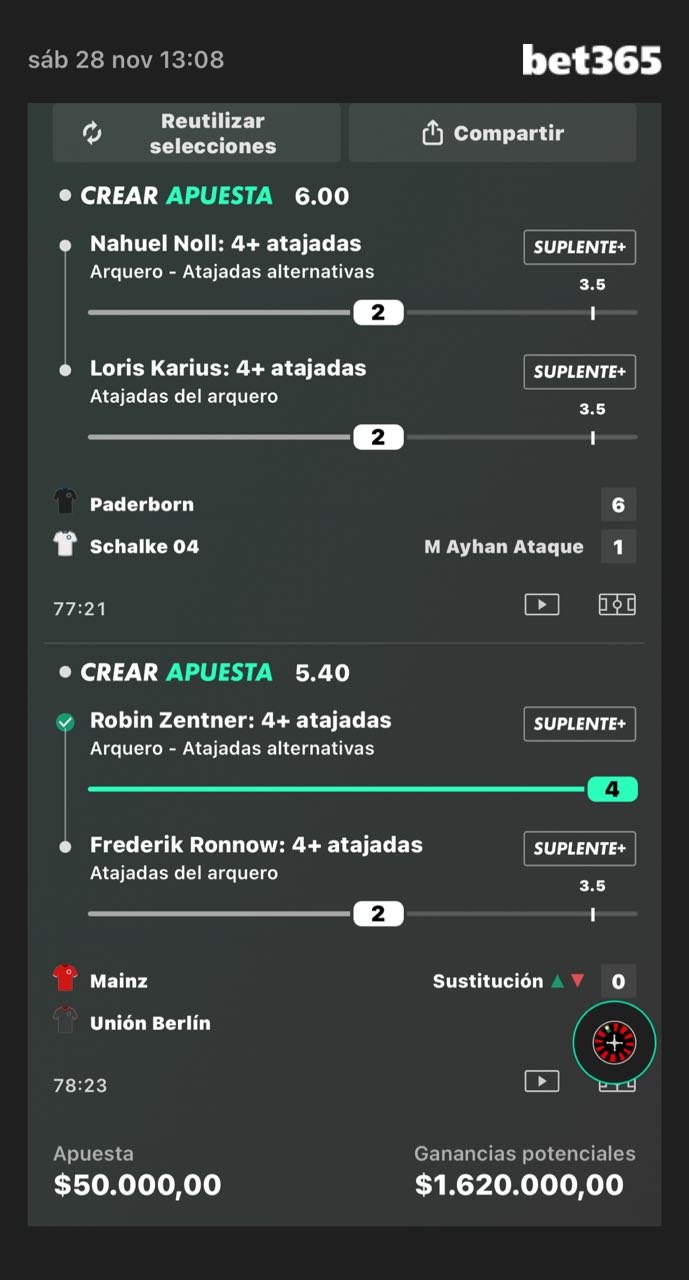 sáb 28 nov 13:08
bet365
Reutilizar
selecciones
Compartir
CREAR APUESTA 6.00
Nahuel Noll: 4+ atajadas
SUPLENTE+
Arquero - Atajadas alternativas
3.5
2
Loris Karius: 4+ atajadas
SUPLENTE+
Atajadas del arquero
3.5
2
Paderborn 6
Schalke 04 M Ayhan Ataque 1
77:21
CREAR APUESTA 5.40
Robin Zentner: 4+ atajadas
SUPLENTE+
Arquero - Atajadas alternativas
4
Frederik Ronnow: 4+ atajadas
SUPLENTE+
Atajadas del arquero
3.5
2
Mainz Sustitución 0
Unión Berlín
78:23
Apuesta Ganancias potenciales
$50.000,00 $1.620.000,00